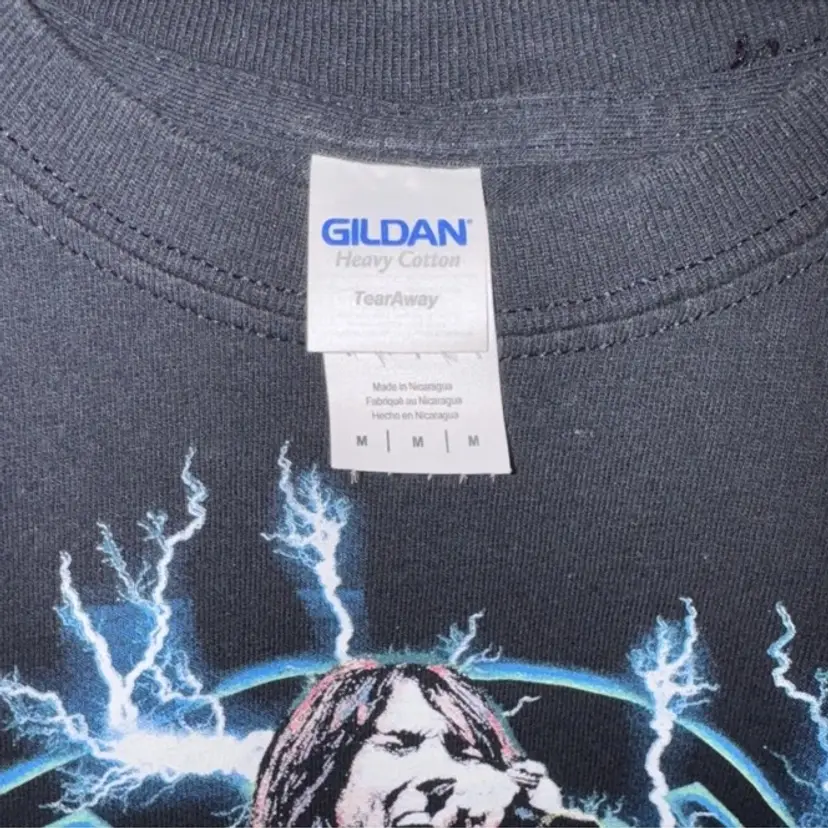 GILDAN®
Heavy Cotton
TearAway
Made in Nicaragua
Fabriqué au Nicaragua
Hecho en Nicaragua
M | M | M